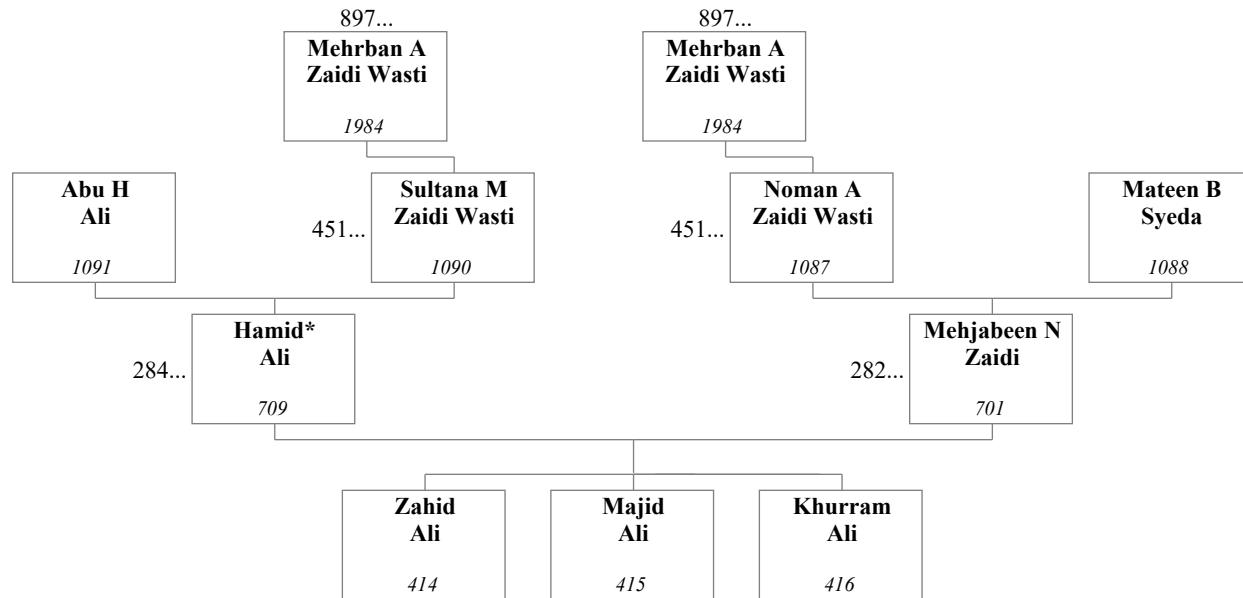 897...
Mehrban A
Zaidi Wasti
1984
897...
Mehrban A
Zaidi Wasti
1984
Abu H
Ali
1091
451...
Sultana M
Zaidi Wasti
1090
451...
Noman A
Zaidi Wasti
1087
Mateen B
Syeda
1088
284...
Hamid*
Ali
709
282...
Mehjabeen N
Zaidi
701
Zahid
Ali
414
Majid
Ali
415
Khurram
Ali
416